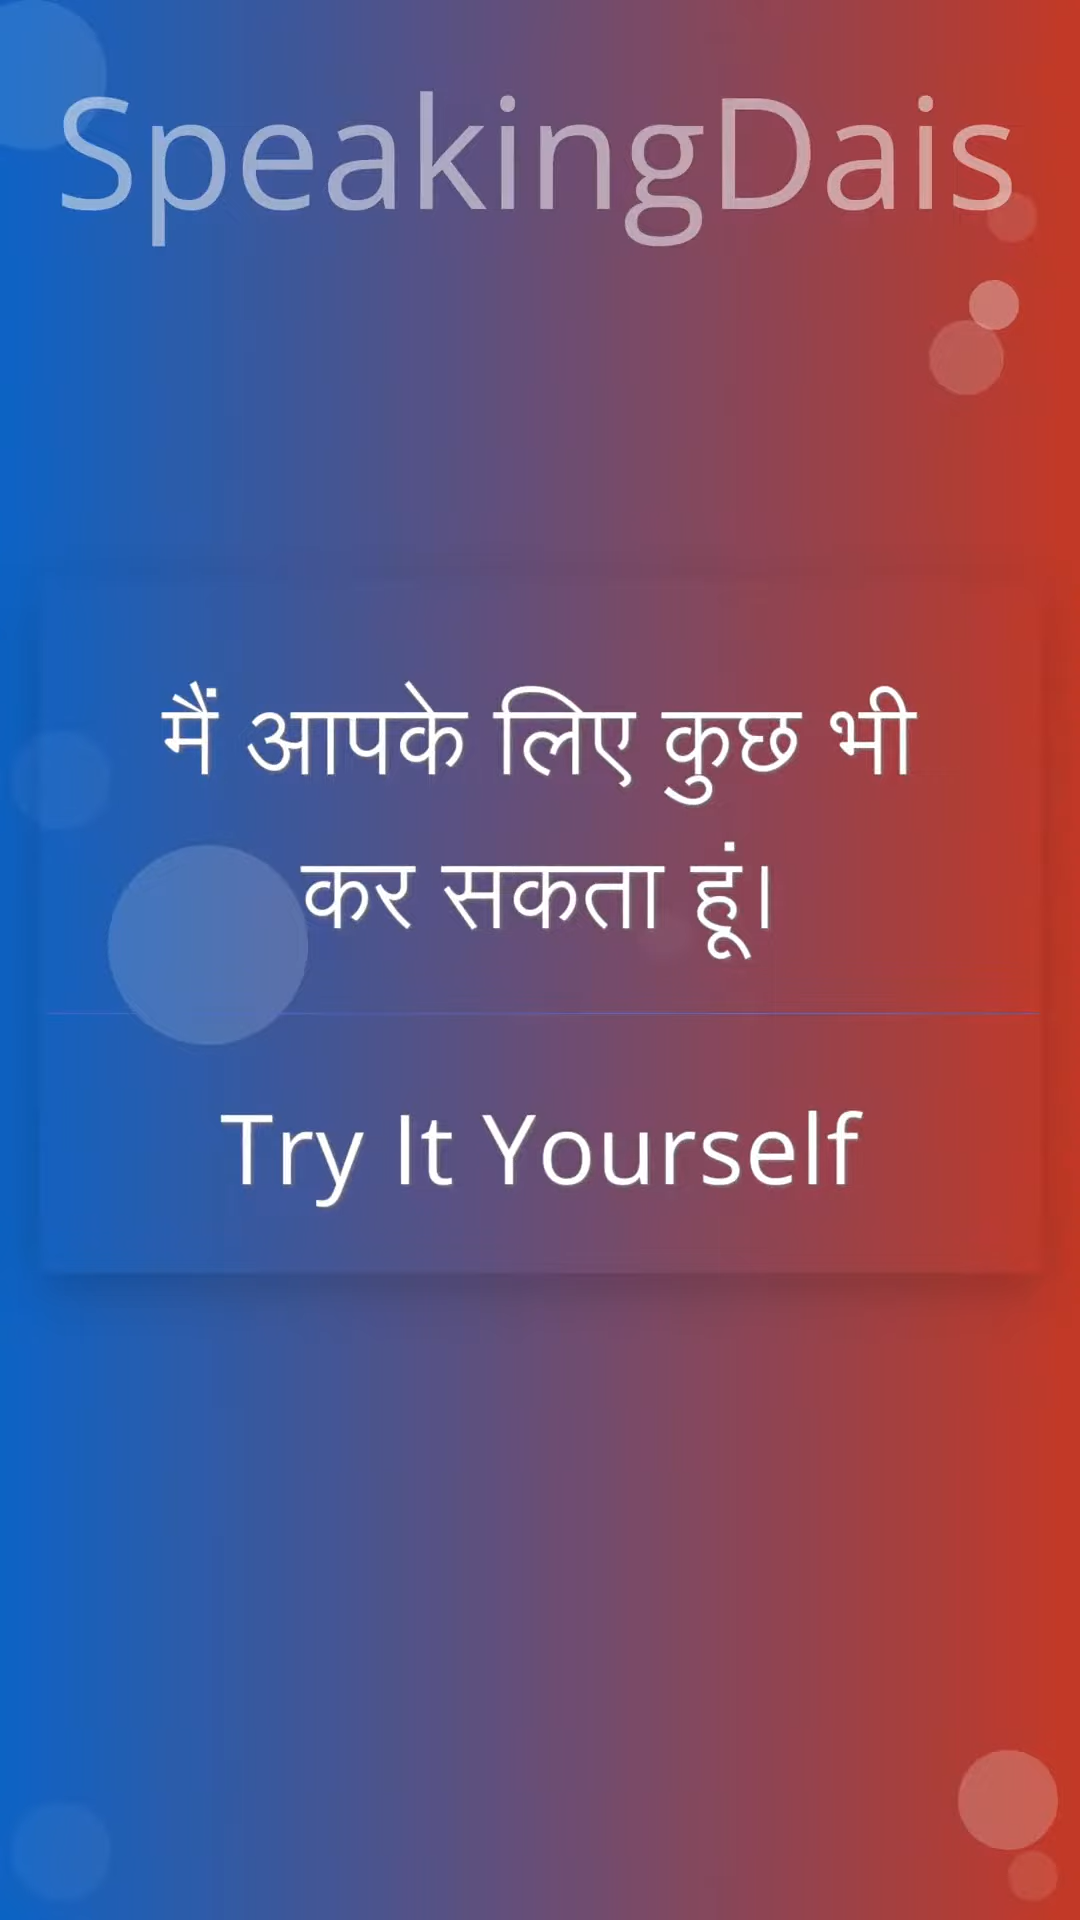 SpeakingDais
मैं आपके लिए कुछ भी
कर सकता हूं।
Try It Yourself